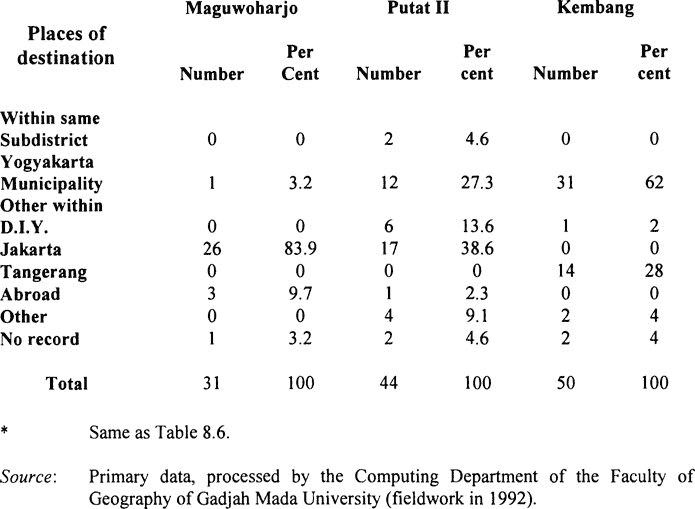 Places of destination Maguwoharjo Putat II Kembang
Number Per Cent Number Per cent Number Per cent
Within same
Subdistrict 0 0 2 4.6 0 0
Yogyakarta
Municipality 1 3.2 12 27.3 31 62
Other within
D.I.Y. 0 0 6 13.6 1 2
Jakarta 26 83.9 17 38.6 0 0
Tangerang 0 0 0 0 14 28
Abroad 3 9.7 1 2.3 0 0
Other 0 0 4 9.1 2 4
No record 1 3.2 2 4.6 2 4
Total 31 100 44 100 50 100
* Same as Table 8.6.
Source: Primary data, processed by the Computing Department of the Faculty of
Geography of Gadjah Mada University (fieldwork in 1992).